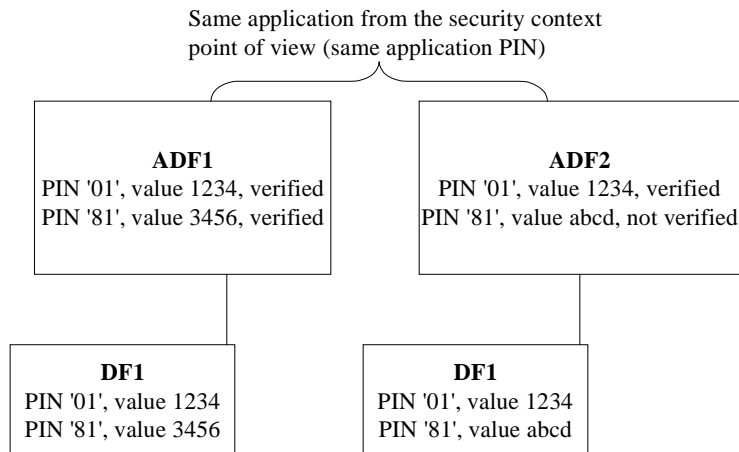 Same application from the security context
point of view (same application PIN)
ADF1
PIN '01', value 1234, verified
PIN '81', value 3456, verified
ADF2
PIN '01', value 1234, verified
PIN '81', value abcd, not verified
DF1
PIN '01', value 1234
PIN '81', value 3456
DF1
PIN '01', value 1234
PIN '81', value abcd